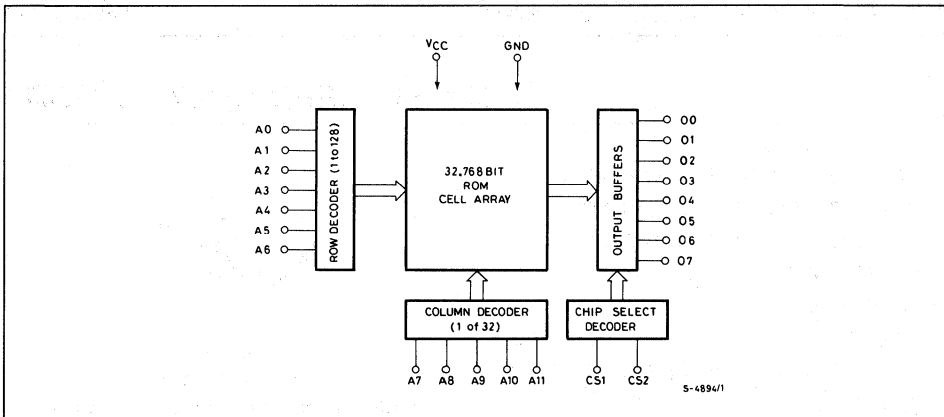 VCC
GND
A0
A1
A2
A3
A4
A5
A6
ROW DECODER (1 to 128)
32.768 BIT
ROM
CELL ARRAY
OUTPUT BUFFERS
O0
O1
O2
O3
O4
O5
O6
O7
COLUMN DECODER
(1 of 32)
CHIP SELECT
DECODER
A7
A8
A9
A10
A11
CS1
CS2
S-4894/1